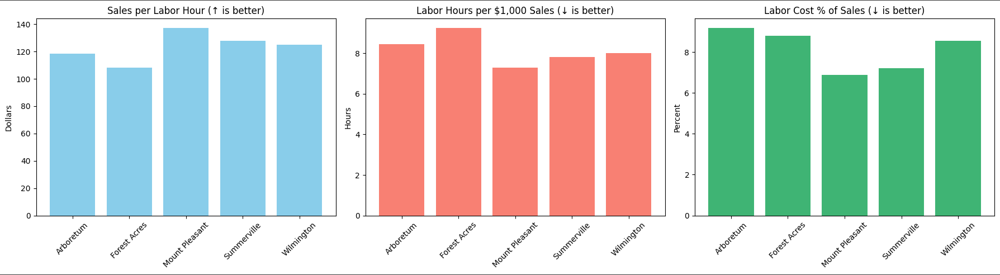 Sales per Labor Hour (↑ is better)
Dollars
140
120
100
80
60
40
20
0
Arboretum
Forest Acres
Mount Pleasant
Summerville
Wilmington
Labor Hours per $1,000 Sales (↓ is better)
Hours
8
6
4
2
0
Arboretum
Forest Acres
Mount Pleasant
Summerville
Wilmington
Labor Cost % of Sales (↓ is better)
Percent
8
6
4
2
0
Arboretum
Forest Acres
Mount Pleasant
Summerville
Wilmington